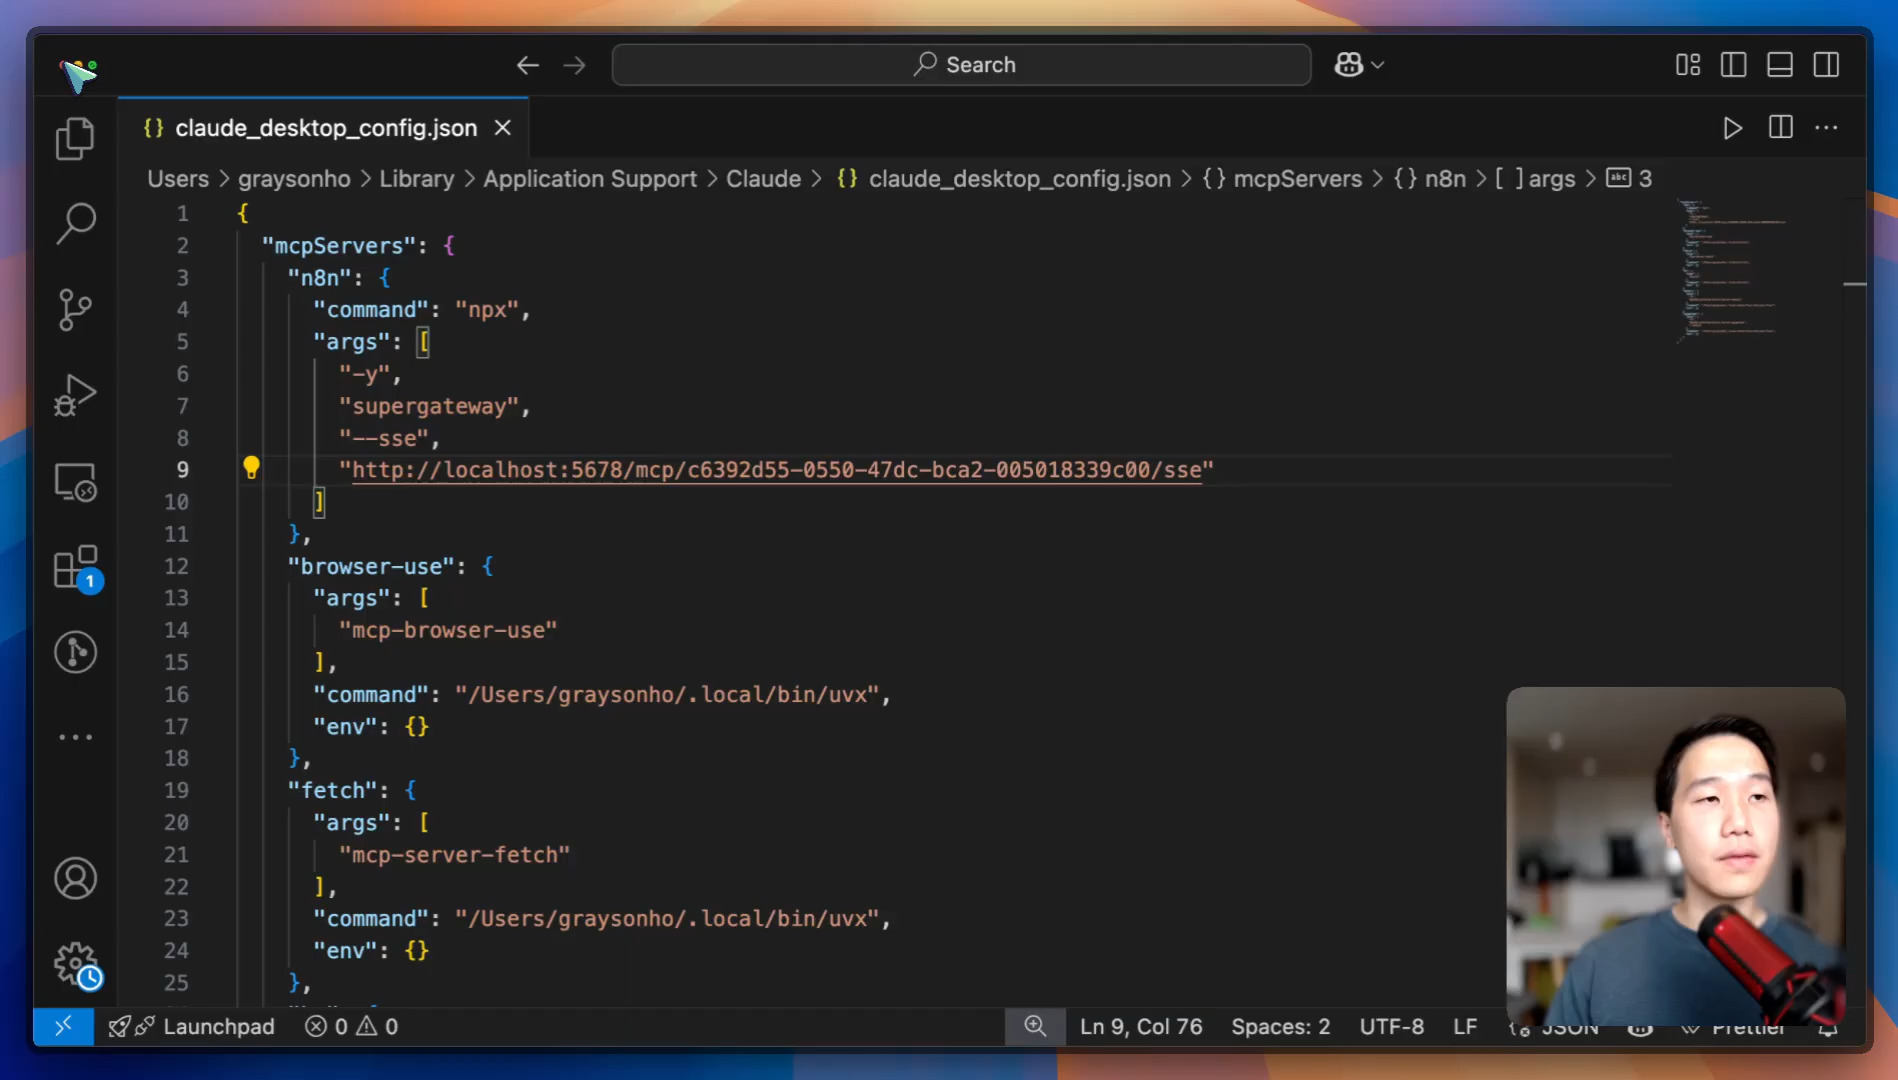 Search
claude_desktop_config.json
Users > graysonho > Library > Application Support > Claude > {} claude_desktop_config.json > {} mcpServers > {} n8n > [ ] args > abc 3
1 {
2 "mcpServers": {
3 "n8n": {
4 "command": "npx",
5 "args": [
6 "-y",
7 "supergateway",
8 "--sse",
9 "http://localhost:5678/mcp/c6392d55-0550-47dc-bca2-005018339c00/sse"
10 ]
11 },
12 "browser-use": {
13 "args": [
14 "mcp-browser-use"
15 ],
16 "command": "/Users/graysonho/.local/bin/uvx",
17 "env": {}
18 },
19 "fetch": {
20 "args": [
21 "mcp-server-fetch"
22 ],
23 "command": "/Users/graysonho/.local/bin/uvx",
24 "env": {}
25 },
1
Launchpad 0 0 Ln 9, Col 76 Spaces: 2 UTF-8 LF JSON Prettier